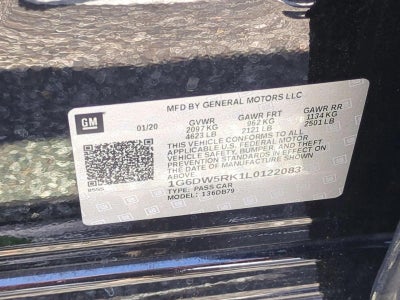 MFD BY GENERAL MOTORS LLC
GM
01/20
GVWR GAWR FRT GAWR RR
2097 KG 962 KG 1134 KG
4623 LB 2121 LB 2501 LB
THIS VEHICLE CONFORMS TO ALL
APPLICABLE U.S. FEDERAL MOTOR
VEHICLE SAFETY, BUMPER, AND THEFT
PREVENTION STANDARDS IN EFFECT ON
THE DATE OF MANUFACTURE SHOWN
ABOVE.
1G6DW5RK1L0122083
TYPE: PASS CAR
MODEL: 136DB79